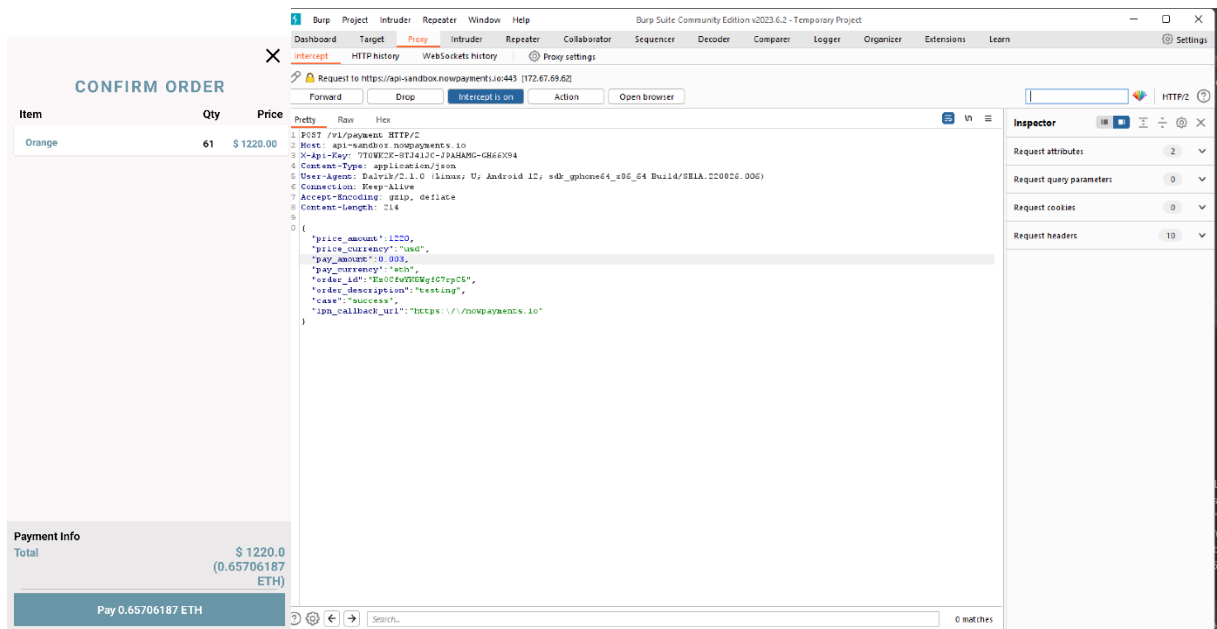 CONFIRM ORDER
Item Qty Price
Orange 61 $ 1220.00
Payment Info
Total $ 1220.0
(0.65706187
ETH)
Pay 0.65706187 ETH
Burp Project Intruder Repeater Window Help Burp Suite Community Edition v2023.6.2 - Temporary Project
Dashboard Target Proxy Intruder Repeater Collaborator Sequencer Decoder Comparer Logger Organizer Extensions Learn Settings
Intercept HTTP history WebSockets history Proxy settings
Request to https://api-sandbox.nowpayments.io:443 [172.67.69.62]
Forward Drop Intercept is on Action Open browser HTTP/2
Pretty Raw Hex \n
1 POST /v1/payment HTTP/2
2 Host: api-sandbox.nowpayments.io
3 X-Api-Key:
4 Content-Type: application/json
5 User-Agent: Dalvik/2.1.0 (Linux; U; Android 12; sdk_gphone64_x86_64 Build/SE1A.220826.006)
6 Connection: Keep-Alive
7 Accept-Encoding: gzip, deflate
8 Content-Length: 214
9
0 {
"price_amount":1220,
"price_currency":"usd",
"pay_amount":0.003,
"pay_currency":"eth",
"order_id":
"order_description":"testing",
"case":"success",
"ipn_callback_url":"https:\/\/nowpayments.io"
}
Inspector
Request attributes 2
Request query parameters 0
Request cookies 0
Request headers 10
Search... 0 matches